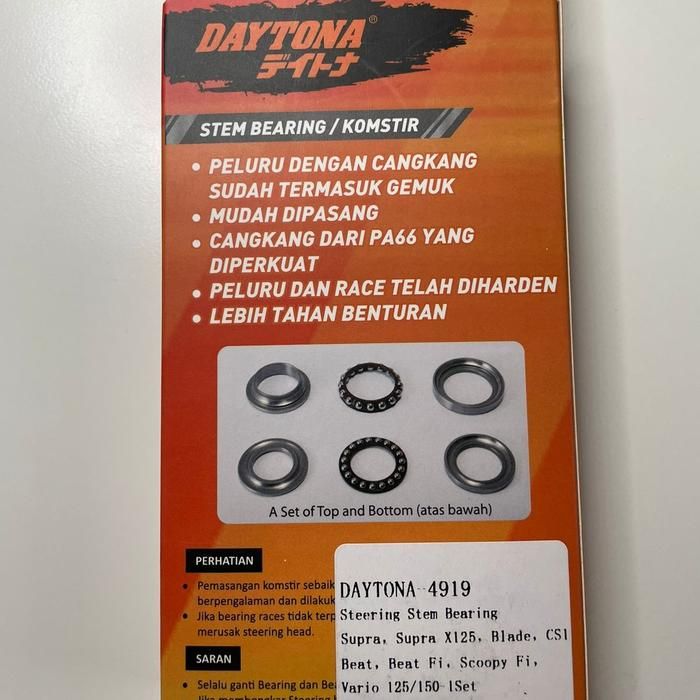 DAYTONA®
デイトナ
STEM BEARING / KOMSTIR
• PELURU DENGAN CANGKANG
SUDAH TERMASUK GEMUK
• MUDAH DIPASANG
• CANGKANG DARI PA66 YANG
DIPERKUAT
• PELURU DAN RACE TELAH DIHARDEN
• LEBIH TAHAN BENTURAN
A Set of Top and Bottom (atas bawah)
PERHATIAN
• Pemasangan komstir sebaik
berpengalaman dan dilakuk
• Jika bearing races tidak terp
merusak steering head.
SARAN
• Selalu ganti Bearing dan Bea
DAYTONA-4919
Steering Stem Bearing
Supra, Supra X125, Blade, CS1
Beat, Beat Fi, Scoopy Fi,
Vario 125/150-1Set